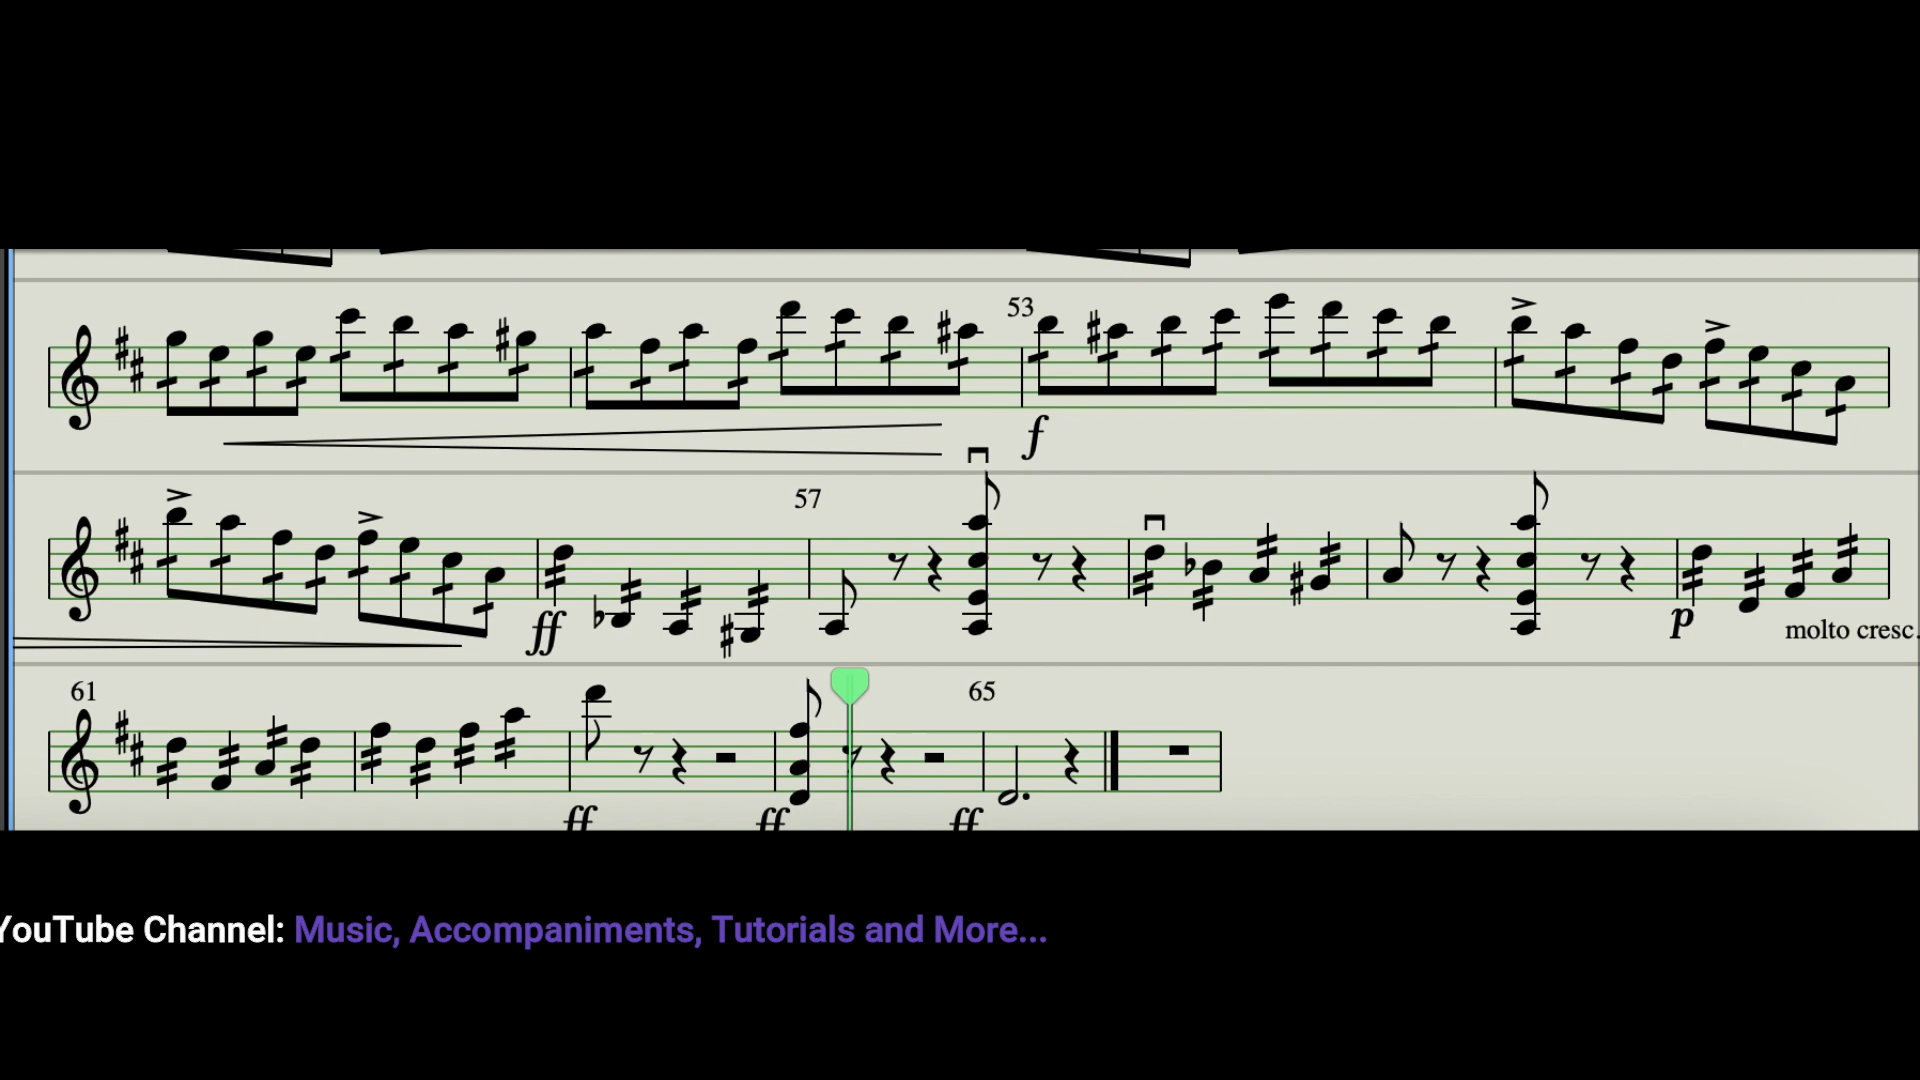 53
f
57
ff
p
molto cresc.
61
65
ff
ff
ff
YouTube Channel: Music, Accompaniments, Tutorials and More...